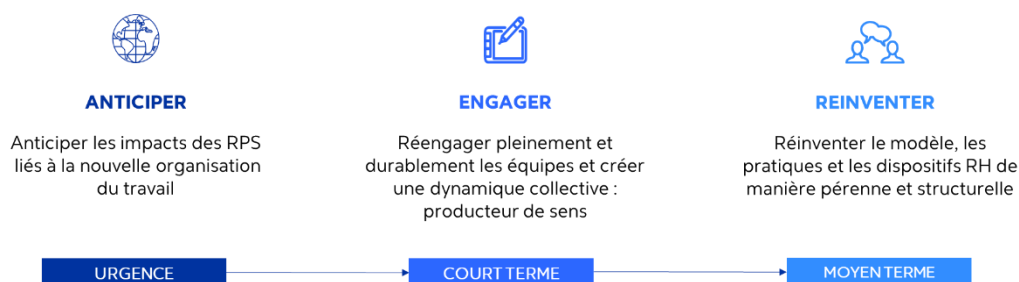 ANTICIPER
Anticiper les impacts des RPS
liés à la nouvelle organisation
du travail
ENGAGER
Réengager pleinement et
durablement les équipes et créer
une dynamique collective :
producteur de sens
REINVENTER
Réinventer le modèle, les
pratiques et les dispositifs RH de
manière pérenne et structurelle
URGENCE
COURT TERME
MOYEN TERME